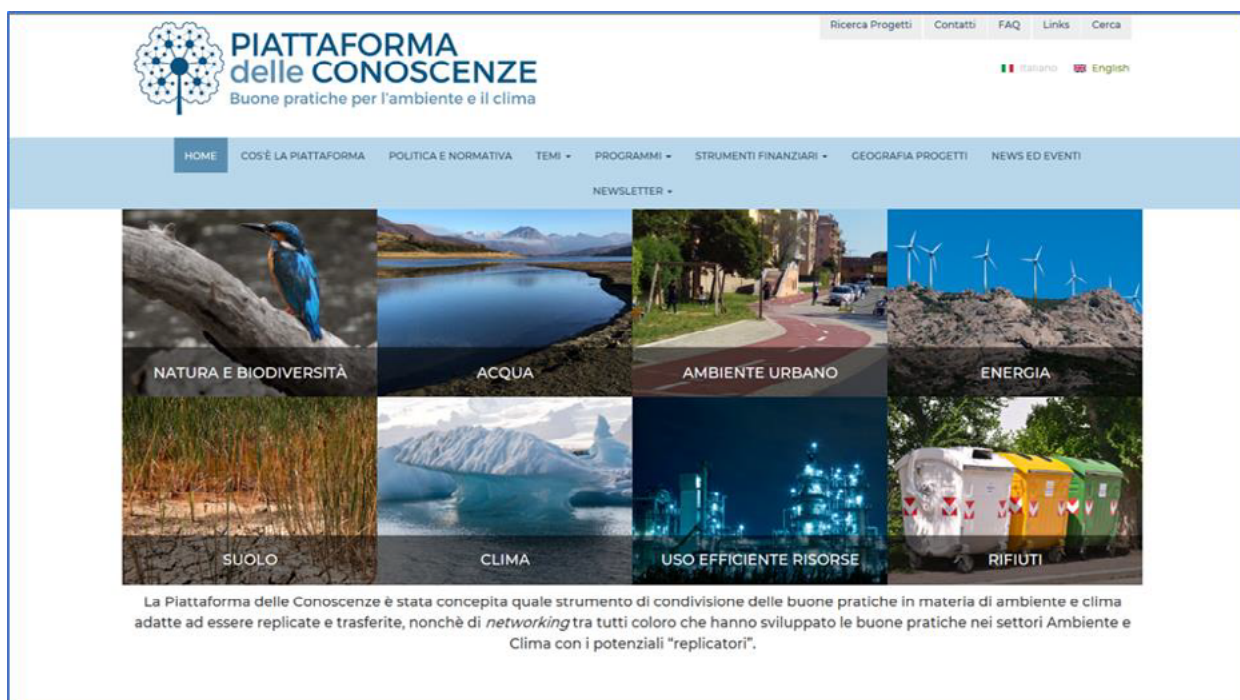 Ricerca Progetti Contatti FAQ Links Cerca
PIATTAFORMA
delle CONOSCENZE
Buone pratiche per l'ambiente e il clima
Italiano English
HOME COS'È LA PIATTAFORMA POLITICA E NORMATIVA TEMI PROGRAMMI STRUMENTI FINANZIARI GEOGRAFIA PROGETTI NEWS ED EVENTI
NEWSLETTER
NATURA E BIODIVERSITÀ ACQUA AMBIENTE URBANO ENERGIA
SUOLO CLIMA USO EFFICIENTE RISORSE RIFIUTI
La Piattaforma delle Conoscenze è stata concepita quale strumento di condivisione delle buone pratiche in materia di ambiente e clima
adatte ad essere replicate e trasferite, nonchè di networking tra tutti coloro che hanno sviluppato le buone pratiche nei settori Ambiente e
Clima con i potenziali “replicatori”.